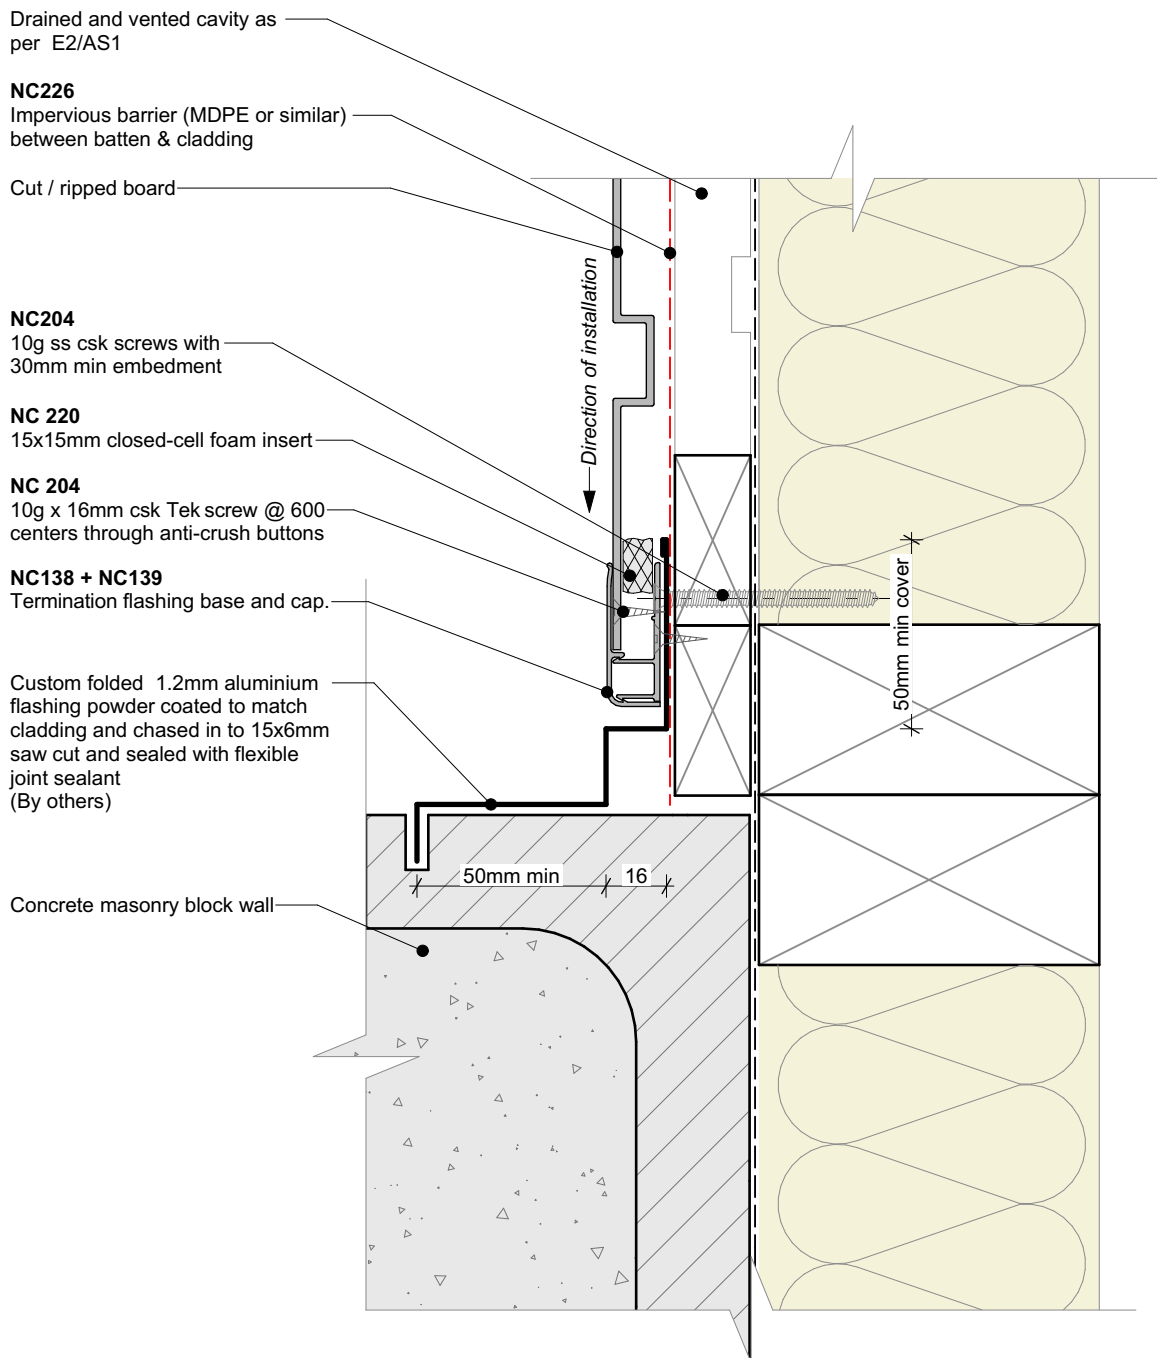 Drained and vented cavity as
per E2/AS1
NC226
Impervious barrier (MDPE or similar)
between batten & cladding
Cut / ripped board
NC204
10g ss csk screws with
30mm min embedment
NC 220
15x15mm closed-cell foam insert
NC 204
10g x 16mm csk Tek screw @ 600
centers through anti-crush buttons
NC138 + NC139
Termination flashing base and cap.
Custom folded 1.2mm aluminium
flashing powder coated to match
cladding and chased in to 15x6mm
saw cut and sealed with flexible
joint sealant
(By others)
Concrete masonry block wall
Direction of installation
50mm min cover
50mm min
16